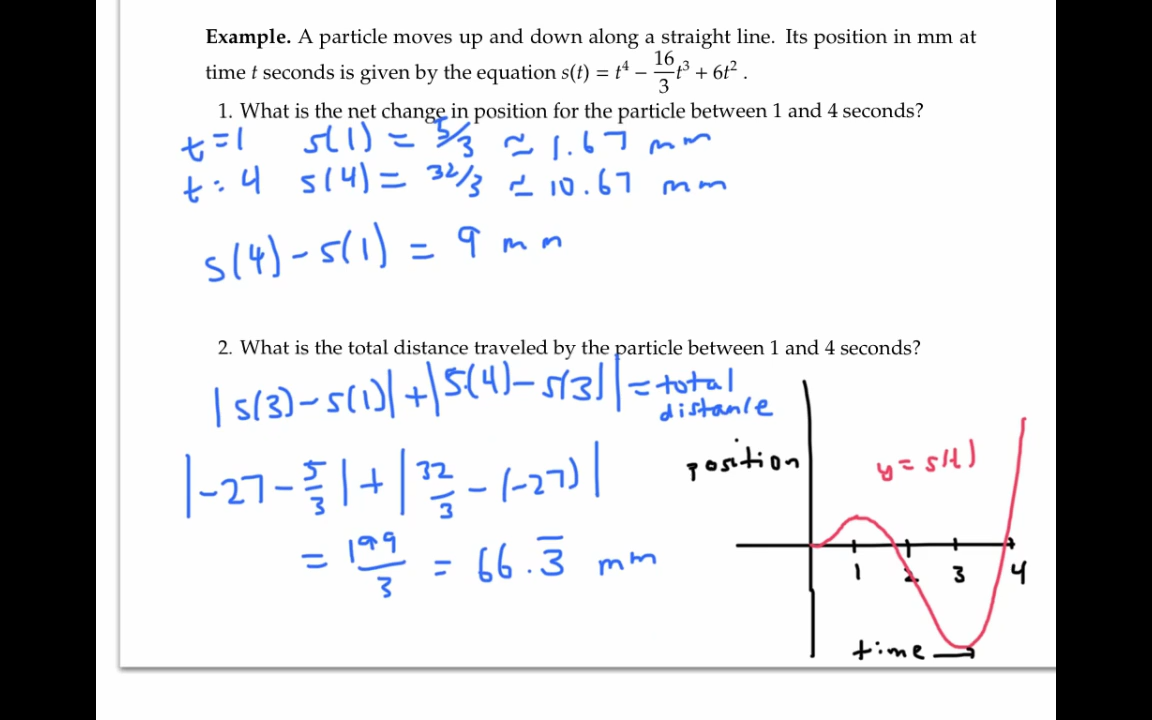 Example. A particle moves up and down along a straight line. Its position in mm at
time t seconds is given by the equation s(t) = t⁴ − 16/3 t³ + 6t² .
1. What is the net change in position for the particle between 1 and 4 seconds?
t=1 s(1) = 5/3 ≈ 1.67 mm
t=4 s(4) = 32/3 ≈ 10.67 mm
s(4) − s(1) = 9 mm
2. What is the total distance traveled by the particle between 1 and 4 seconds?
|s(3) − s(1)| + |s(4) − s(3)| = total distance
|−27 − 5/3| + |32/3 − (−27)|
= 199/3 = 66.3̅ mm
position
y = s(t)
1 2 3 4
time →